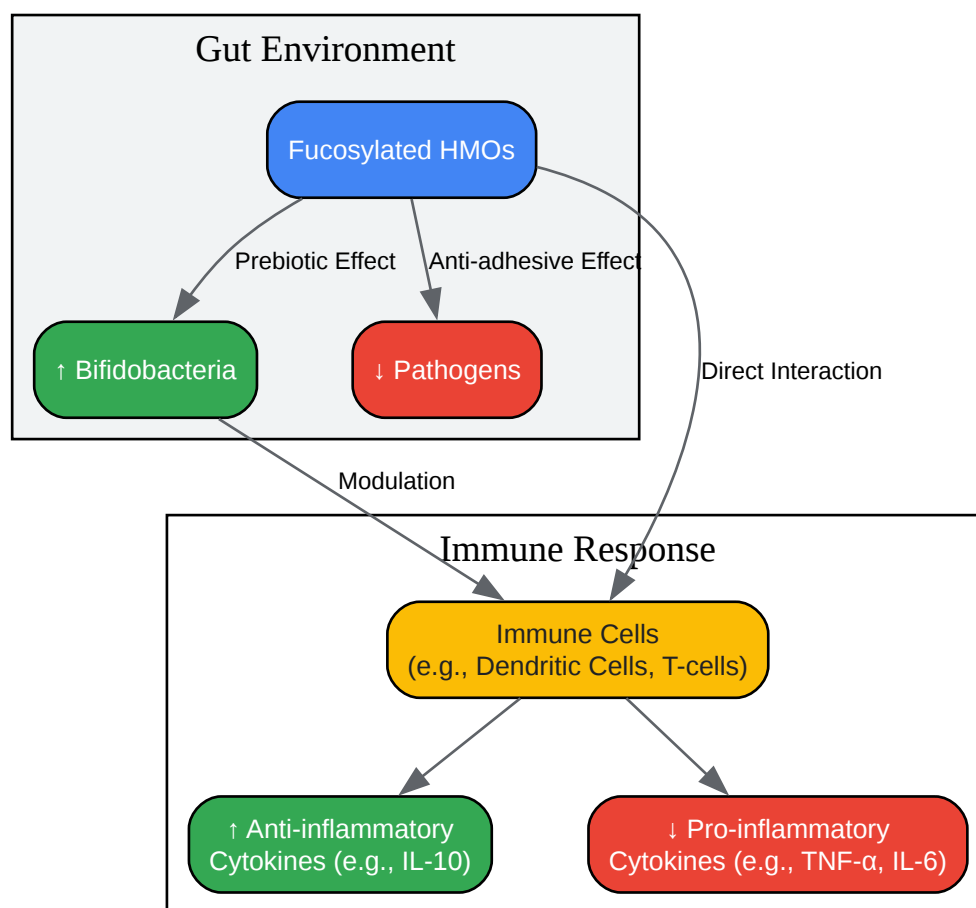 Gut Environment
Fucosylated HMOs
Prebiotic Effect
Anti-adhesive Effect
↑ Bifidobacteria
↓ Pathogens
Direct Interaction
Modulation
Immune Response
Immune Cells
(e.g., Dendritic Cells, T-cells)
↑ Anti-inflammatory
Cytokines (e.g., IL-10)
↓ Pro-inflammatory
Cytokines (e.g., TNF-α, IL-6)